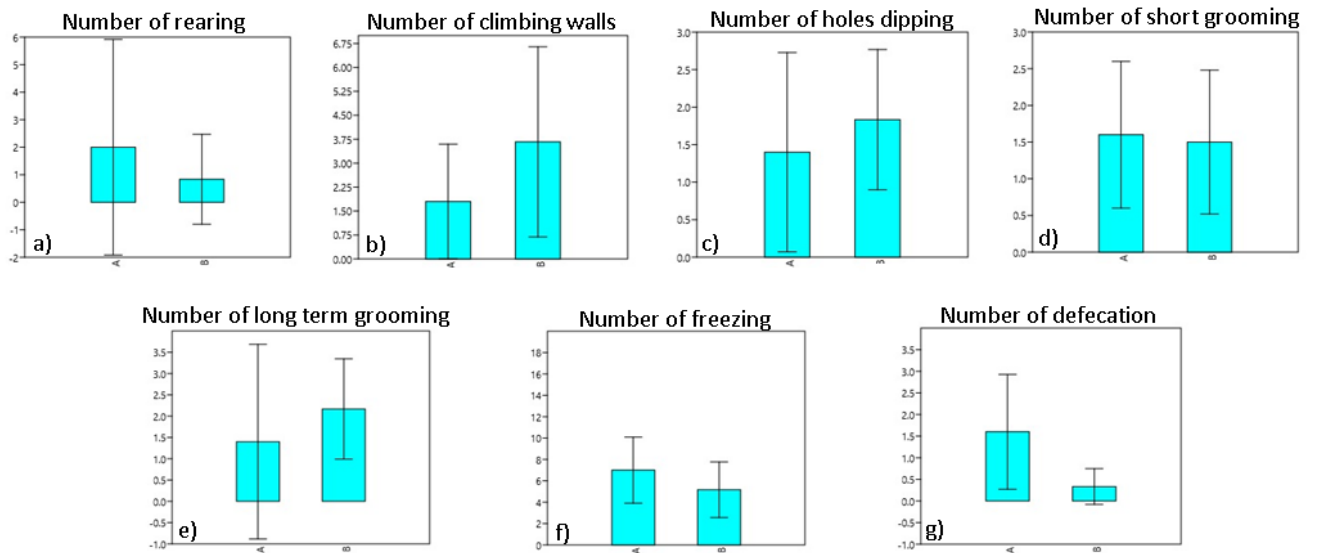 Number of rearing
6
5
4
3
2
1
0
-1
-2
a)
A
B
Number of climbing walls
6.75
6.00
5.25
4.50
3.75
3.00
2.25
1.50
0.75
0.00
b)
A
B
Number of holes dipping
3.0
2.5
2.0
1.5
1.0
0.5
0.0
c)
A
B
Number of short grooming
3.0
2.5
2.0
1.5
1.0
0.5
0.0
d)
A
B
Number of long term grooming
3.5
3.0
2.5
2.0
1.5
1.0
0.5
0.0
-0.5
-1.0
e)
A
B
Number of freezing
18
16
14
12
10
8
6
4
2
0
f)
A
B
Number of defecation
3.5
3.0
2.5
2.0
1.5
1.0
0.5
0.0
-0.5
-1.0
g)
A
B